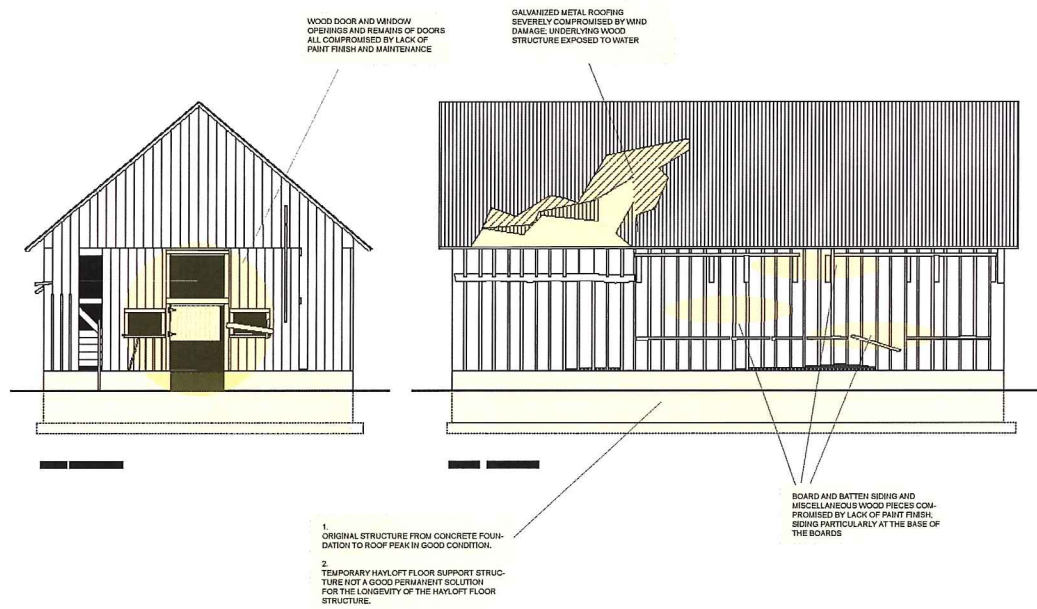 WOOD DOOR AND WINDOW
OPENINGS AND REMAINS OF DOORS
ALL COMPROMISED BY LACK OF
PAINT FINISH AND MAINTENANCE
GALVANIZED METAL ROOFING
SEVERELY COMPROMISED BY WIND
DAMAGE; UNDERLYING WOOD
STRUCTURE EXPOSED TO WATER
BOARD AND BATTEN SIDING AND
MISCELLANEOUS WOOD PIECES COM-
PROMISED BY LACK OF PAINT FINISH,
SIDING PARTICULARLY AT THE BASE OF
THE BOARDS
1.
ORIGINAL STRUCTURE FROM CONCRETE FOUN-
DATION TO ROOF PEAK IN GOOD CONDITION.
2.
TEMPORARY HAYLOFT FLOOR SUPPORT STRUC-
TURE NOT A GOOD PERMANENT SOLUTION
FOR THE LONGEVITY OF THE HAYLOFT FLOOR
STRUCTURE.